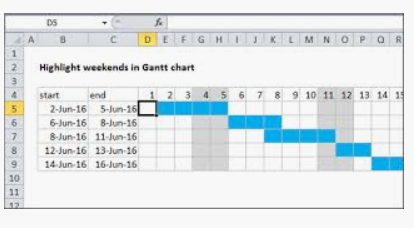 D5 fx
A B C D E F G H I J K L M N O P Q R
1
2 Highlight weekends in Gantt chart
3
4 start end 1 2 3 4 5 6 7 8 9 10 11 12 13 14 15
5 2-Jun-16 5-Jun-16
6 6-Jun-16 8-Jun-16
7 8-Jun-16 11-Jun-16
8 12-Jun-16 13-Jun-16
9 14-Jun-16 16-Jun-16
10
11
12